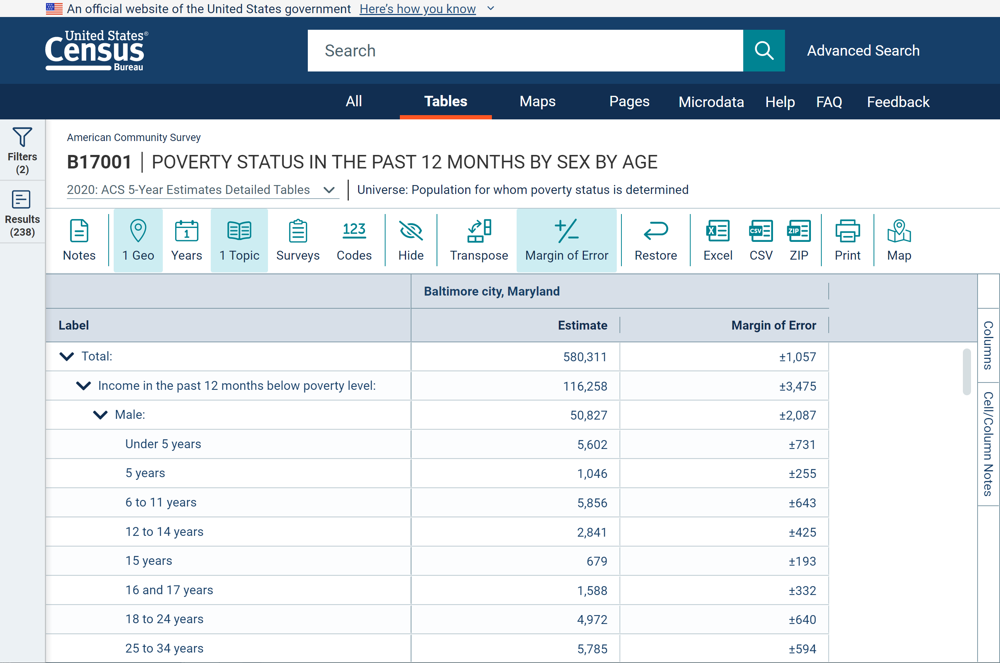 An official website of the United States government Here’s how you know
United States®
Census
Bureau
Search
Advanced Search
All Tables Maps Pages Microdata Help FAQ Feedback
Filters
(2)
Results
(238)
American Community Survey
B17001 | POVERTY STATUS IN THE PAST 12 MONTHS BY SEX BY AGE
2020: ACS 5-Year Estimates Detailed Tables | Universe: Population for whom poverty status is determined
1 123 X CSV ZIP
Notes 1 Geo Years 1 Topic Surveys Codes Hide Transpose Margin of Error Restore Excel CSV ZIP Print Map
Baltimore city, Maryland
Label Estimate Margin of Error
Total: 580,311 ±1,057
Income in the past 12 months below poverty level: 116,258 ±3,475
Male: 50,827 ±2,087
Under 5 years 5,602 ±731
5 years 1,046 ±255
6 to 11 years 5,856 ±643
12 to 14 years 2,841 ±425
15 years 679 ±193
16 and 17 years 1,588 ±332
18 to 24 years 4,972 ±640
25 to 34 years 5,785 ±594
Columns
Cell/Column Notes